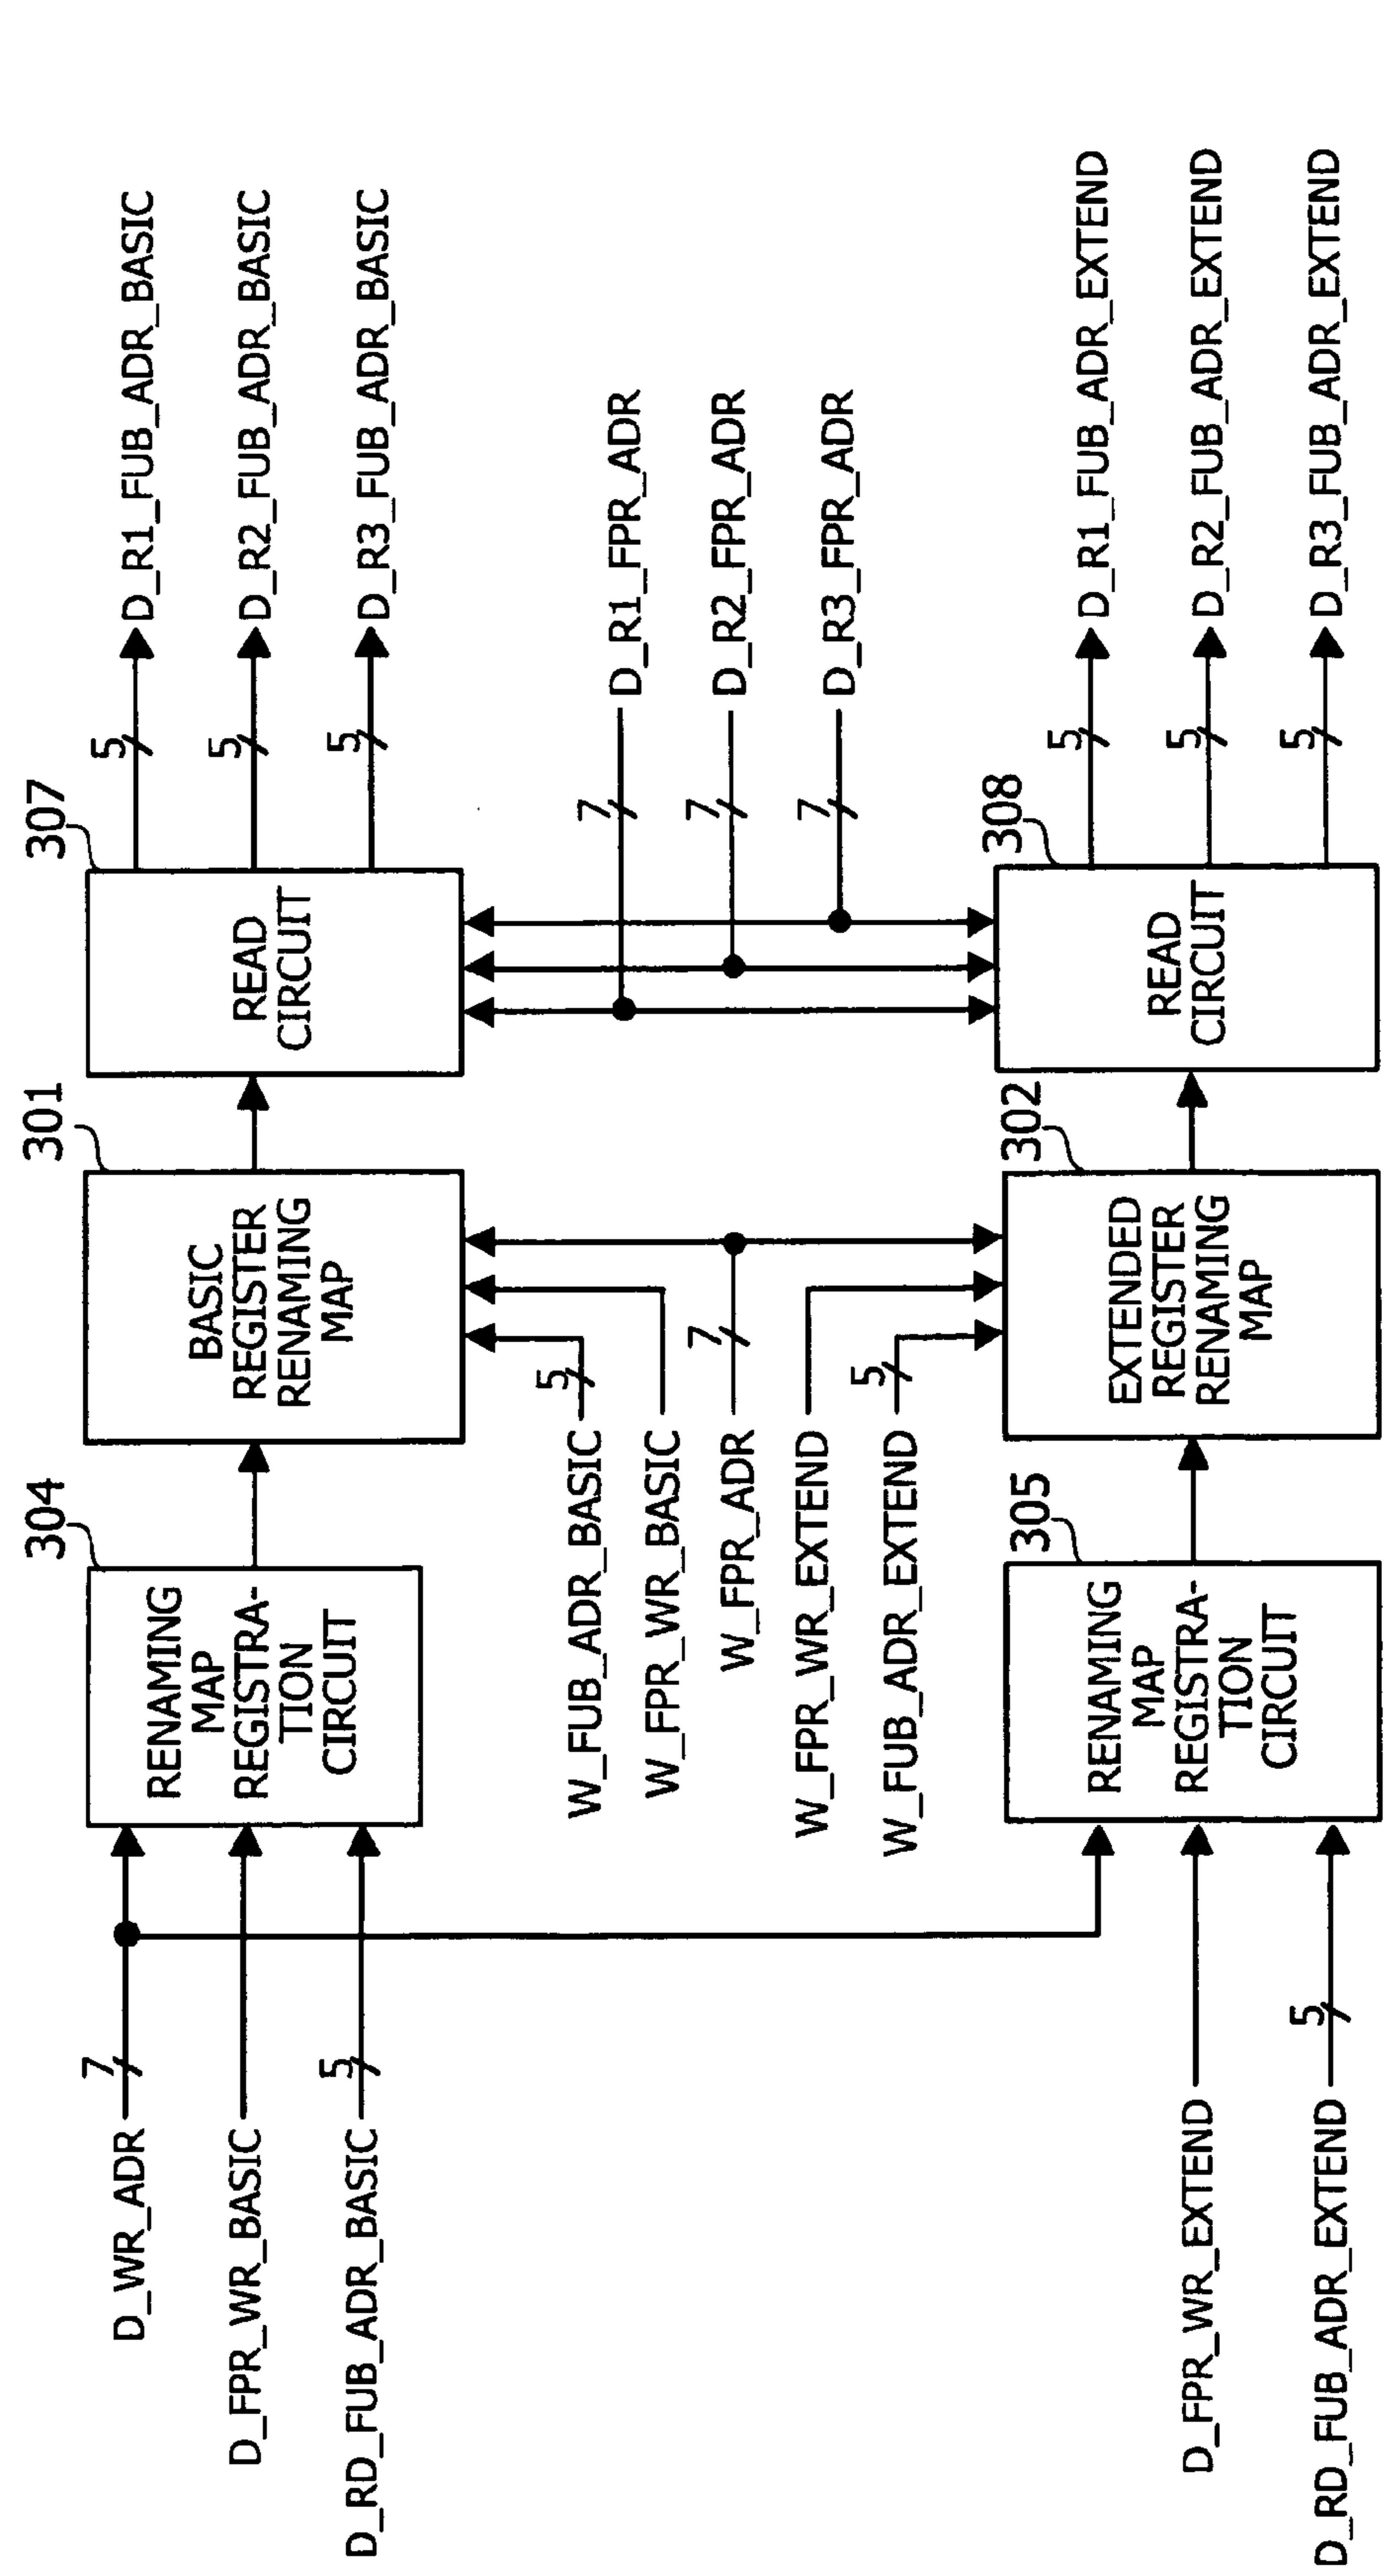 D_WR_ADR
7
D_FPR_WR_BASIC
D_RD_FUB_ADR_BASIC
5
304
RENAMING
MAP
REGISTRA-
TION
CIRCUIT
301
BASIC
REGISTER
RENAMING
MAP
307
READ
CIRCUIT
5
D_R1_FUB_ADR_BASIC
5
D_R2_FUB_ADR_BASIC
5
D_R3_FUB_ADR_BASIC
W_FUB_ADR_BASIC
5
W_FPR_WR_BASIC
W_FPR_ADR
7
W_FPR_WR_EXTEND
W_FUB_ADR_EXTEND
5
7
D_R1_FPR_ADR
7
D_R2_FPR_ADR
7
D_R3_FPR_ADR
D_FPR_WR_EXTEND
D_RD_FUB_ADR_EXTEND
5
305
RENAMING
MAP
REGISTRA-
TION
CIRCUIT
302
EXTENDED
REGISTER
RENAMING
MAP
308
READ
CIRCUIT
5
D_R1_FUB_ADR_EXTEND
5
D_R2_FUB_ADR_EXTEND
5
D_R3_FUB_ADR_EXTEND